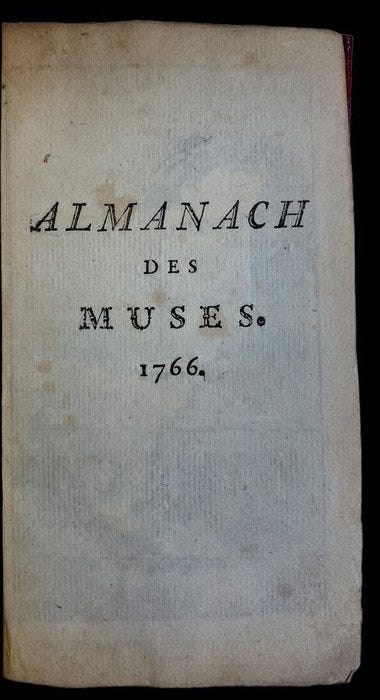 ALMANACH
DES
MUSES.
1766.